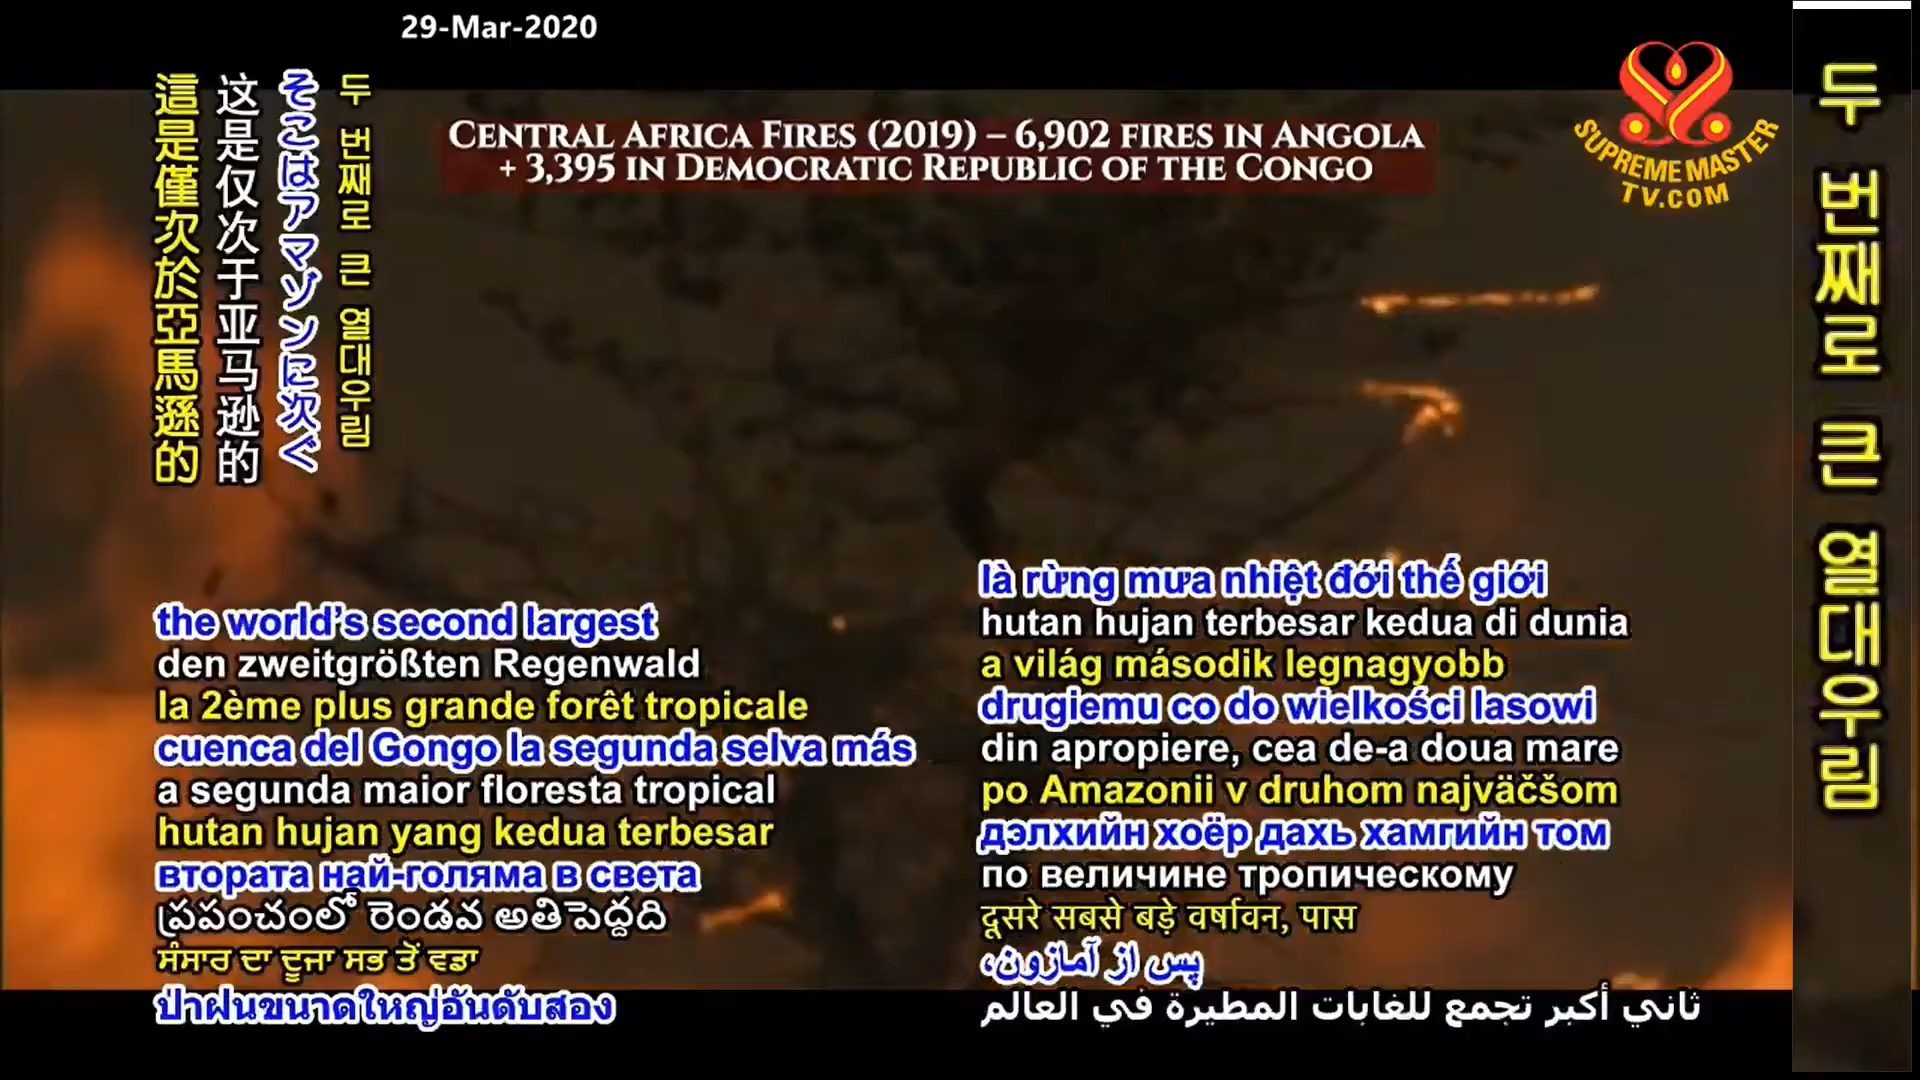 29-Mar-2020
CENTRAL AFRICA FIRES (2019) – 6,902 FIRES IN ANGOLA
+ 3,395 IN DEMOCRATIC REPUBLIC OF THE CONGO
SUPREME MASTER
TV.COM
두 번째로 큰 열대우림
そこはアマゾンに次ぐ
这是仅次于亚马逊的
這是僅次於亞馬遜的
the world's second largest
den zweitgrößten Regenwald
la 2ème plus grande forêt tropicale
cuenca del Gongo la segunda selva más
a segunda maior floresta tropical
hutan hujan yang kedua terbesar
втората най-голяма в света
ప్రపంచంలో రెండవ అతిపెద్దది
ਸੰਸਾਰ ਦਾ ਦੂਜਾ ਸਭ ਤੋਂ ਵਡਾ
ป่าฝนขนาดใหญ่อันดับสอง
là rừng mưa nhiệt đới thế giới
hutan hujan terbesar kedua di dunia
a világ második legnagyobb
drugiemu co do wielkości lasowi
din apropiere, cea de-a doua mare
po Amazonii v druhom najväčšom
дэлхийн хоёр дахь хамгийн том
по величине тропическому
दूसरे सबसे बड़े वर्षावन, पास
پس از آمازون،
ثاني أكبر تجمع للغابات المطيرة في العالم
두 번째로 큰 열대우림